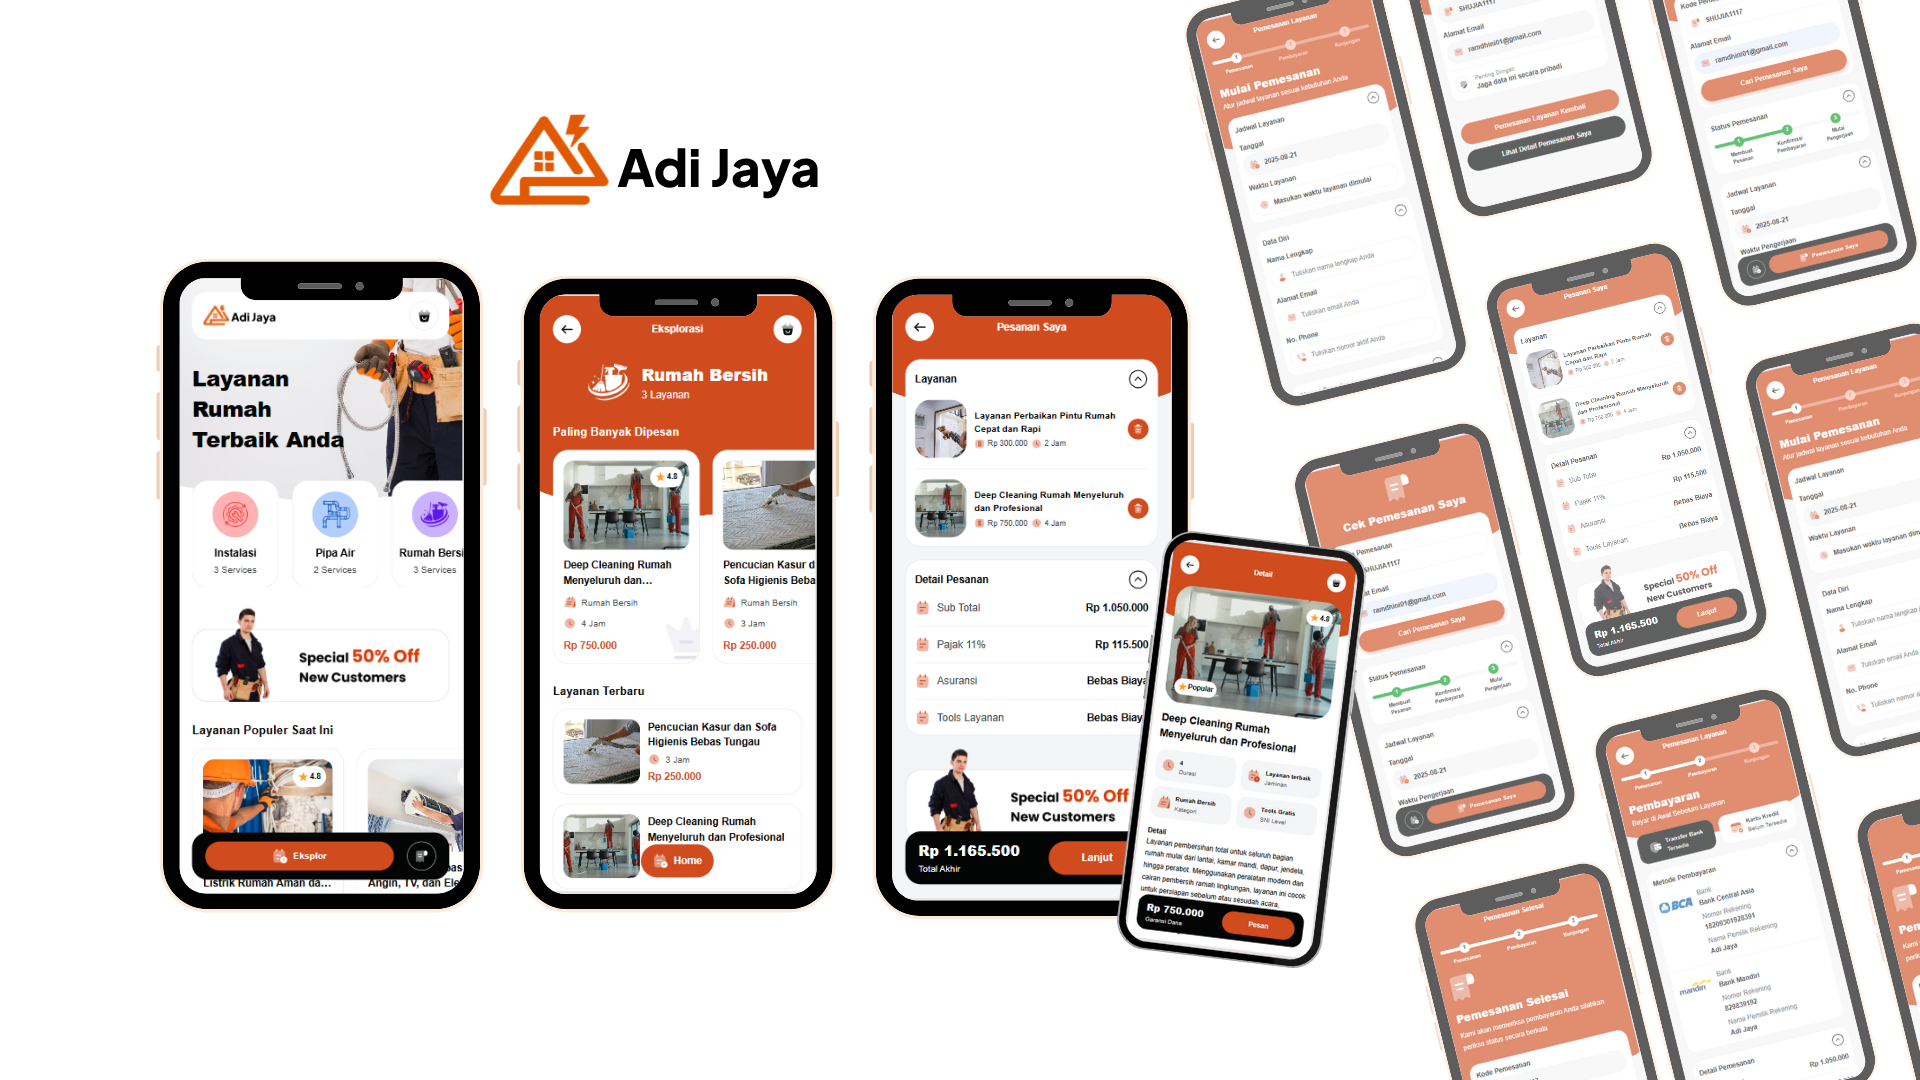 Adi Jaya
Adi Jaya
Layanan
Rumah
Terbaik Anda
Instalasi
3 Services
Pipa Air
2 Services
Rumah Bersi
3 Services
Special 50% Off
New Customers
Layanan Populer Saat Ini
4.8
Eksplor
Listrik Rumah Aman da...
Angin, TV, dan Ele
Eksplorasi
Rumah Bersih
3 Layanan
Paling Banyak Dipesan
4.8
Deep Cleaning Rumah
Menyeluruh dan...
Rumah Bersih
4 Jam
Rp 750.000
Pencucian Kasur d
Sofa Higienis Beba
Rumah Bersih
3 Jam
Rp 250.000
Layanan Terbaru
Pencucian Kasur dan Sofa
Higienis Bebas Tungau
3 Jam
Rp 250.000
Deep Cleaning Rumah
Menyeluruh dan Profesional
Home
Pesanan Saya
Layanan
Layanan Perbaikan Pintu Rumah
Cepat dan Rapi
Rp 300.000 2 Jam
Deep Cleaning Rumah Menyeluruh
dan Profesional
Rp 750.000 4 Jam
Detail Pesanan
Sub Total Rp 1.050.000
Pajak 11% Rp 115.500
Asuransi Bebas Biaya
Tools Layanan Bebas Biay
Special 50% Off
New Customers
Rp 1.165.500
Total Akhir
Lanjut
Detail
4.8
Popular
Deep Cleaning Rumah
Menyeluruh dan Profesional
4
Durasi
Layanan terbaik
Jaminan
Rumah Bersih
Kategori
Tools Gratis
SNI Level
Detail
Layanan pembersihan total untuk seluruh bagian
rumah mulai dari lantai, kamar mandi, dapur, jendela,
hingga perabot. Menggunakan peralatan modern dan
cairan pembersih ramah lingkungan, layanan ini cocok
untuk persiapan sebelum atau sesudah acara,
Rp 750.000
Garansi Dana
Pesan
Pemesanan Layanan
1
2
3
Pemesanan
Pembayaran
Kunjungan
Mulai Pemesanan
Atur jadwal layanan sesuai kebutuhan Anda
Jadwal Layanan
Tanggal
2025-08-21
Waktu Layanan
Masukan waktu layanan dimulai
Data Diri
Nama Lengkap
Tuliskan nama lengkap Anda
Alamat Email
Tuliskan email Anda
No. Phone
Tuliskan nomor aktif Anda
SHUJIA1117
Alamat Email
ramdhini01@gmail.com
Penting Diingat
Jaga data ini secara pribadi
Pemesanan Layanan Kembali
Lihat Detail Pemesanan Saya
SHUJIA1117
Alamat Email
ramdhini01@gmail.com
Cari Pemesanan Saya
Status Pemesanan
1
2
3
Membuat
Pesanan
Konfirmasi
Pembayaran
Mulai
Pengerjaan
Jadwal Layanan
Tanggal
2025-08-21
Waktu Pengerjaan
Pemesanan Saya
Pesanan Saya
Layanan
Layanan Perbaikan Pintu Rumah
Cepat dan Rapi
2 Jam
Deep Cleaning Rumah Menyeluruh
dan Profesional
Rp 750.000 4 Jam
Detail Pesanan
Sub Total Rp 1.050.000
Pajak 11% Rp 115.500
Asuransi Bebas Biaya
Tools Layanan Bebas Biaya
Special 50% Off
New Customers
Rp 1.165.500
Total Akhir
Lanjut
Pemesanan Layanan
1
Pemesanan
Pembayaran
Mulai Pemesanan
Atur jadwal layanan sesuai kebutuhan Anda
Jadwal Layanan
Tanggal
2025-08-21
Waktu Layanan
Masukan waktu layanan dim
Data Diri
Nama Lengkap
Tuliskan nama lengkap
Alamat Email
Tuliskan email Anda
No. Phone
Tuliskan nomor a
Cek Pemesanan Saya
Pemesanan
SHUJIA1117
at Email
ramdhini01@gmail.com
Cari Pemesanan Saya
Status Pemesanan
1
2
3
Membuat
Pesanan
Konfirmasi
Pembayaran
Mulai
Pengerjaan
Jadwal Layanan
Tanggal
2025-08-21
Waktu Pengerjaan
Pemesanan Saya
Pemesanan Layanan
1
2
3
Pemesanan
Pembayaran
Kunjungan
Pembayaran
Bayar di Awal Sebelum Layanan
Transfer Bank
Tersedia
Kartu Kredit
Belum Tersedia
Metode Pembayaran
BCA
Bank
Bank Central Asia
Nomor Rekening
18208301928391
Nama Pemilik Rekening
Adi Jaya
mandiri
Bank
Bank Mandiri
Nomor Rekening
829839192
Nama Pemilik Rekening
Adi Jaya
Detail Pemesanan
Rp 1.050.000
Pemesanan Selesai
1
2
3
Pemesanan
Pembayaran
Kunjungan
Pemesanan Selesai
Kami akan memeriksa pembayaran Anda silahkan
periksa status secara berkala
Kode Pemesanan